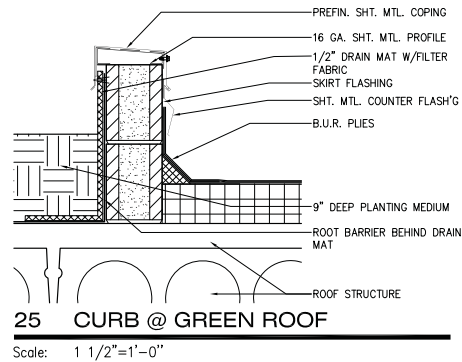 PREFIN. SHT. MTL. COPING
16 GA. SHT. MTL. PROFILE
1/2" DRAIN MAT W/FILTER
FABRIC
SKIRT FLASHING
SHT. MTL. COUNTER FLASH'G
B.U.R. PLIES
9" DEEP PLANTING MEDIUM
ROOT BARRIER BEHIND DRAIN
MAT
ROOF STRUCTURE
25 CURB @ GREEN ROOF
Scale: 1 1/2"=1'-0"